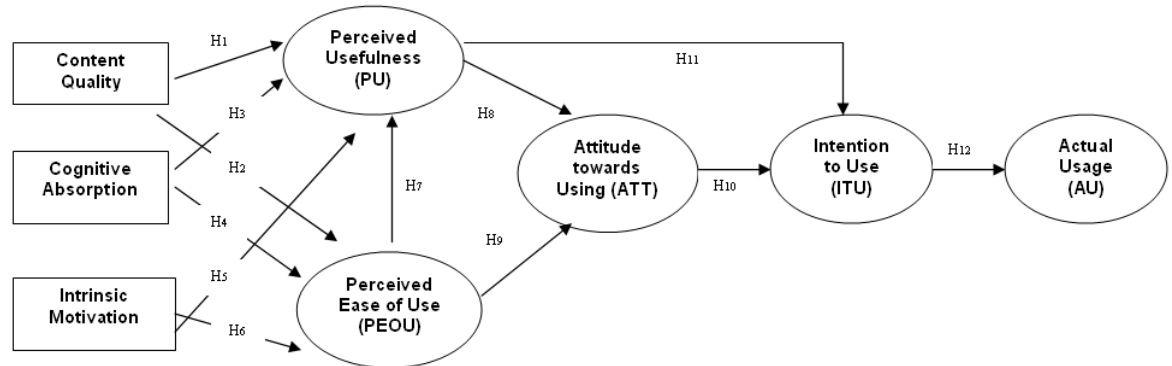 Content
Quality
Cognitive
Absorption
Intrinsic
Motivation
H1
H3
H2
H4
H5
H6
Perceived
Usefulness
(PU)
H7
Perceived
Ease of Use
(PEOU)
H8
H9
H11
Attitude
towards
Using (ATT)
H10
Intention
to Use
(ITU)
H12
Actual
Usage
(AU)